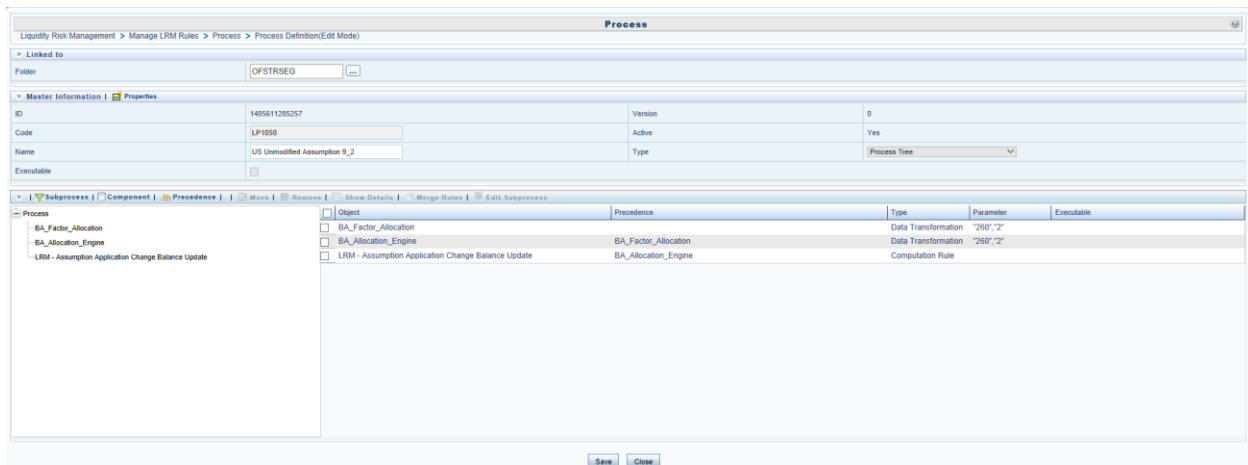 Process
Liquidity Risk Management > Manage LRM Rules > Process > Process Definition(Edit Mode)
» Linked to
Folder OFSTRSEG ...
» Master Information | Properties
ID 1405611285257 Version 0
Code LP1050 Active Yes
Name US Unmodified Assumption 9_2 Type Process Tree
Executable
» | Subprocess | Component | Precedence | | Move | Remove | Show Details | Merge Rules | Edit Subprocess
Process
BA_Factor_Allocation
BA_Allocation_Engine
LRM - Assumption Application Change Balance Update
Object Precedence Type Parameter Executable
BA_Factor_Allocation Data Transformation "260","2"
BA_Allocation_Engine BA_Factor_Allocation Data Transformation "260","2"
LRM - Assumption Application Change Balance Update BA_Allocation_Engine Computation Rule
Save Close